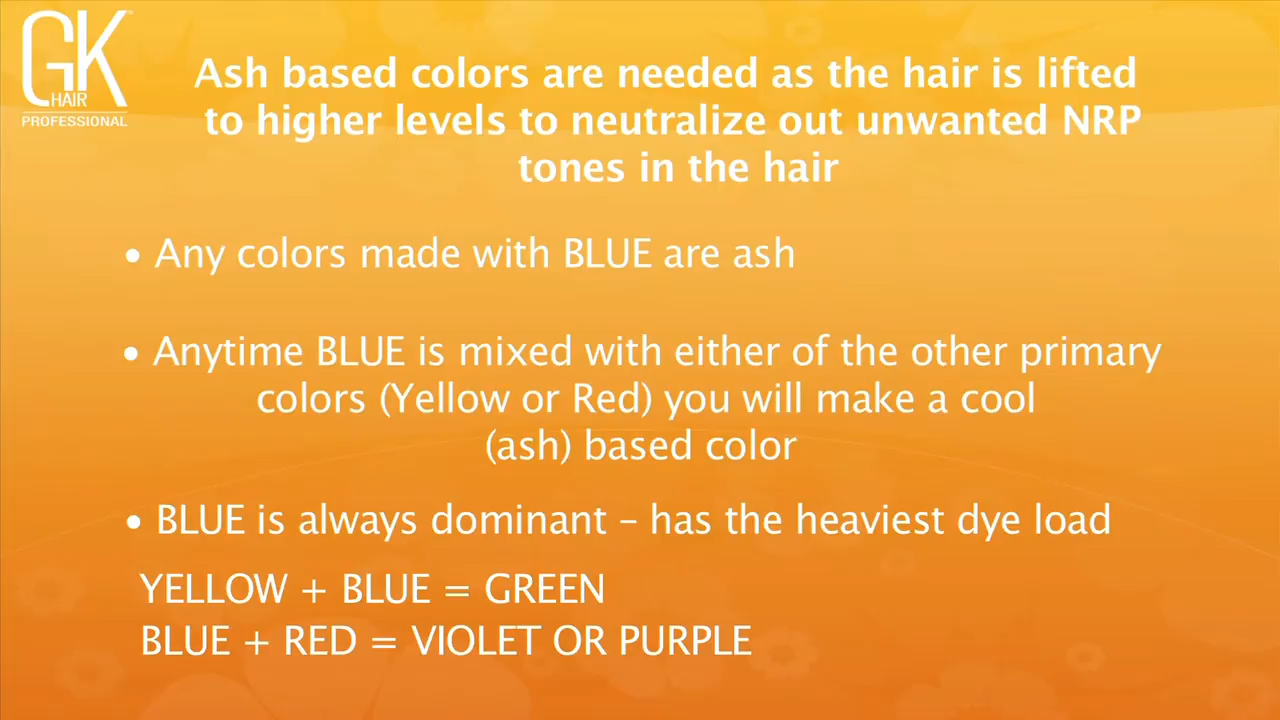 GK
HAIR
PROFESSIONAL
Ash based colors are needed as the hair is lifted
to higher levels to neutralize out unwanted NRP
tones in the hair
• Any colors made with BLUE are ash
• Anytime BLUE is mixed with either of the other primary
colors (Yellow or Red) you will make a cool
(ash) based color
• BLUE is always dominant – has the heaviest dye load
YELLOW + BLUE = GREEN
BLUE + RED = VIOLET OR PURPLE